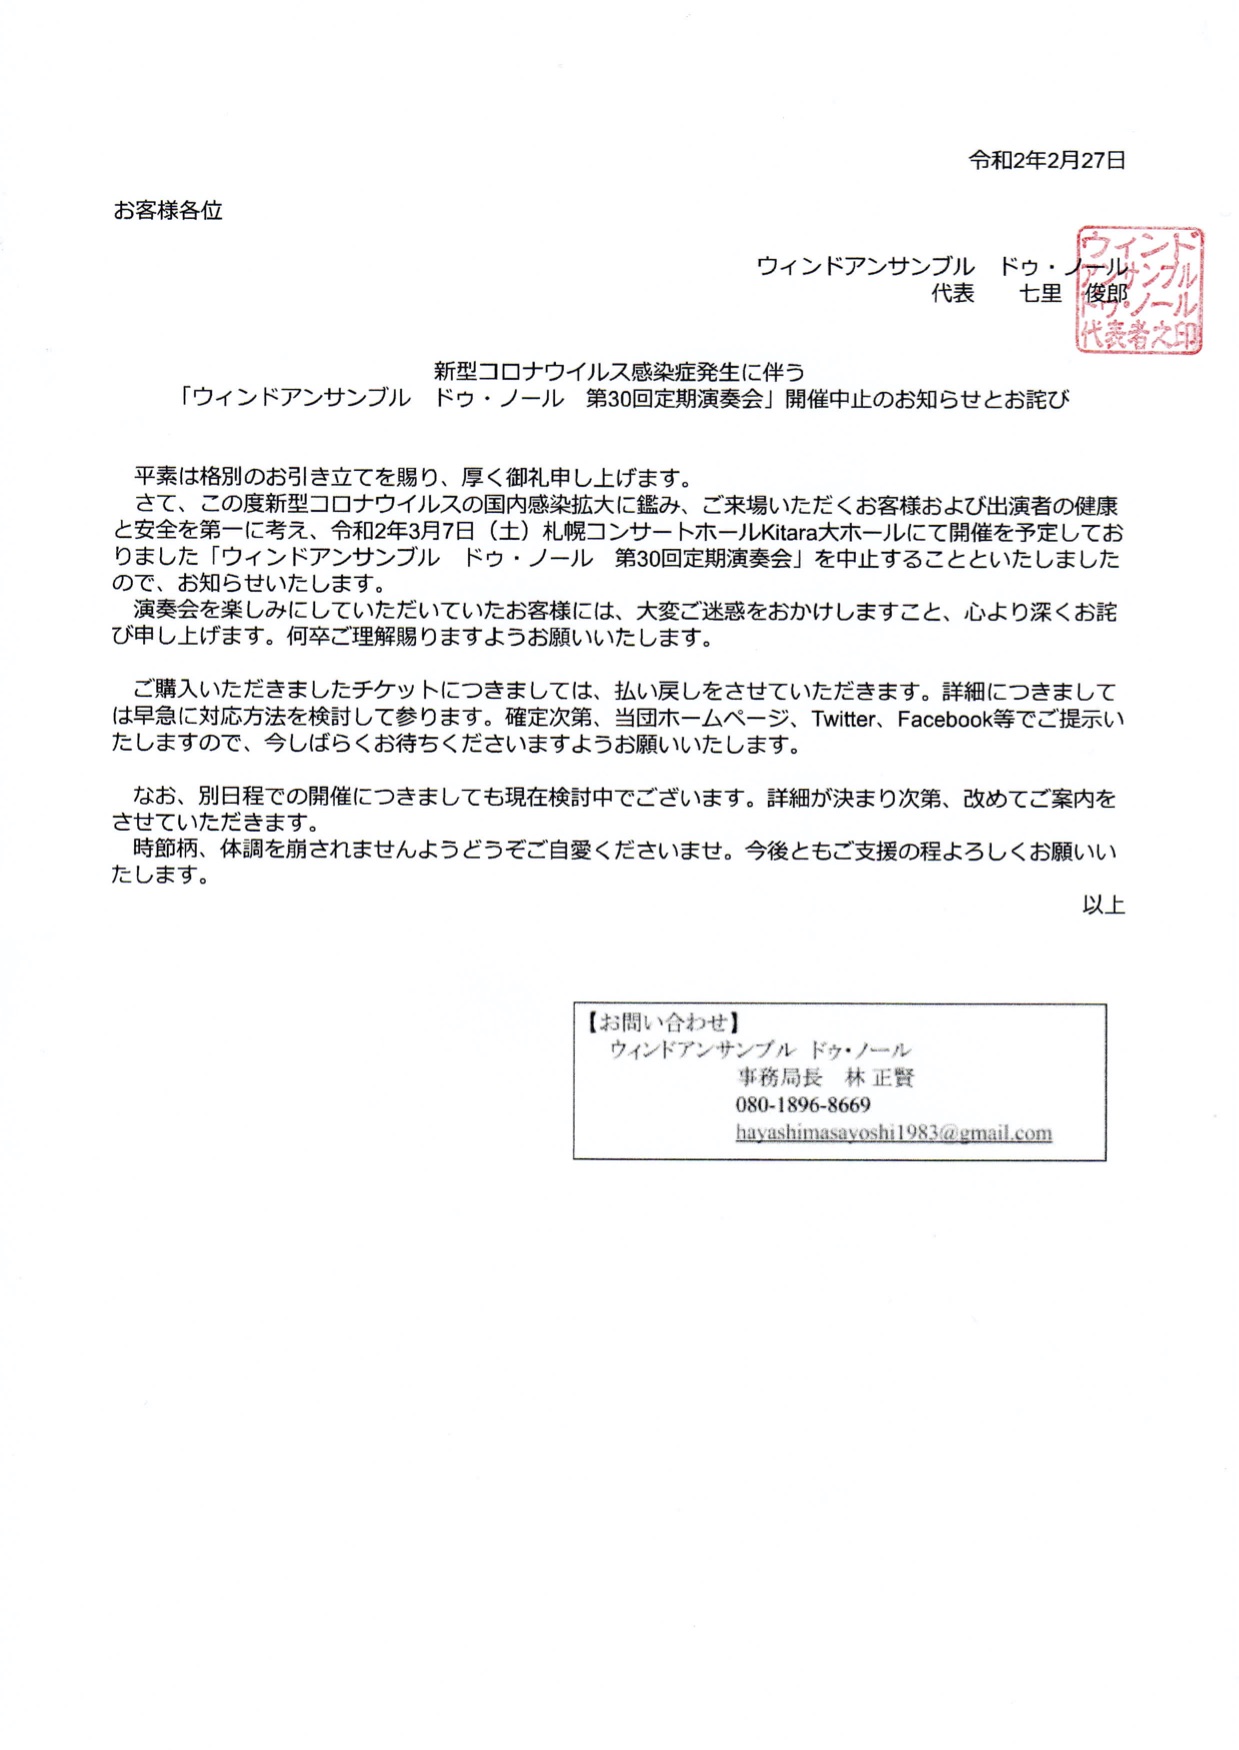 令和2年2月27日
お客様各位
ウィンドアンサンブル　ドゥ・ノール
代表　　七里　俊郎
ウィンド
アンサンブル
ドゥ・ノール
代表者之印
新型コロナウイルス感染症発生に伴う
「ウィンドアンサンブル　ドゥ・ノール　第30回定期演奏会」開催中止のお知らせとお詫び
　平素は格別のお引き立てを賜り、厚く御礼申し上げます。
　さて、この度新型コロナウイルスの国内感染拡大に鑑み、ご来場いただくお客様および出演者の健康
と安全を第一に考え、令和2年3月7日（土）札幌コンサートホールKitara大ホールにて開催を予定してお
りました「ウィンドアンサンブル　ドゥ・ノール　第30回定期演奏会」を中止することといたしました
ので、お知らせいたします。
　演奏会を楽しみにしていただいていたお客様には、大変ご迷惑をおかけしますこと、心より深くお詫
び申し上げます。何卒ご理解賜りますようお願いいたします。
　ご購入いただきましたチケットにつきましては、払い戻しをさせていただきます。詳細につきまして
は早急に対応方法を検討して参ります。確定次第、当団ホームページ、Twitter、Facebook等でご提示い
たしますので、今しばらくお待ちくださいますようお願いいたします。
　なお、別日程での開催につきましても現在検討中でございます。詳細が決まり次第、改めてご案内を
させていただきます。
　時節柄、体調を崩されませんようどうぞご自愛くださいませ。今後ともご支援の程よろしくお願いい
たします。
以上
【お問い合わせ】
ウィンドアンサンブル ドゥ・ノール
事務局長　林 正賢
080-1896-8669
hayashimasayoshi1983@gmail.com